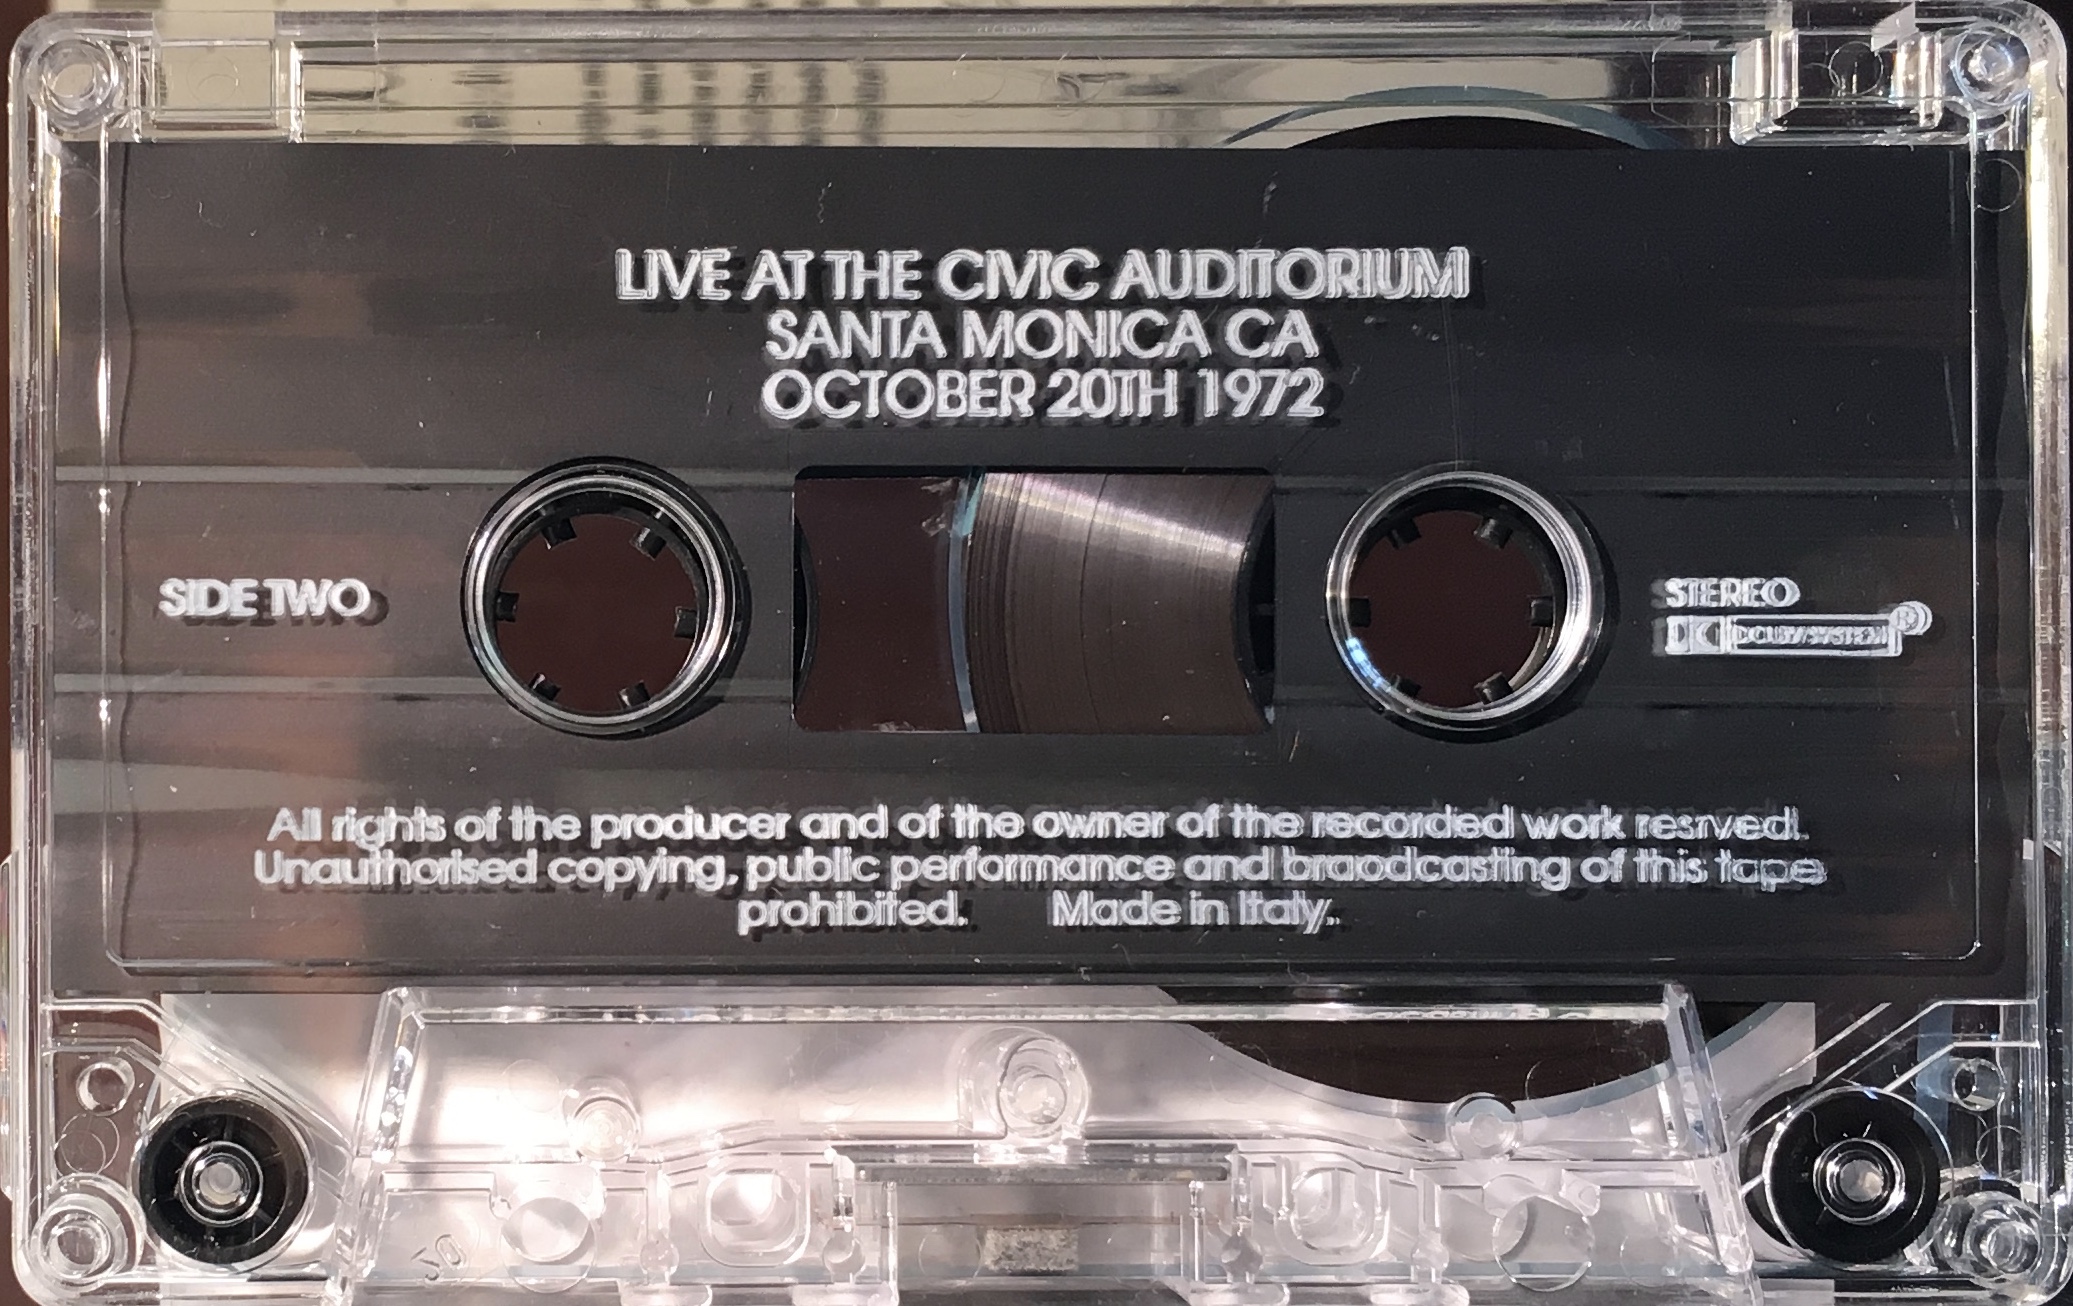 LIVE AT THE CIVIC AUDITORIUM
SANTA MONICA CA
OCTOBER 20TH 1972
SIDE TWO
STEREO
DOLBY SYSTEM ®
All rights of the producer and of the owner of the recorded work resrved.
Unauthorised copying, public performance and braodcasting of this tape
prohibited. Made in Italy.